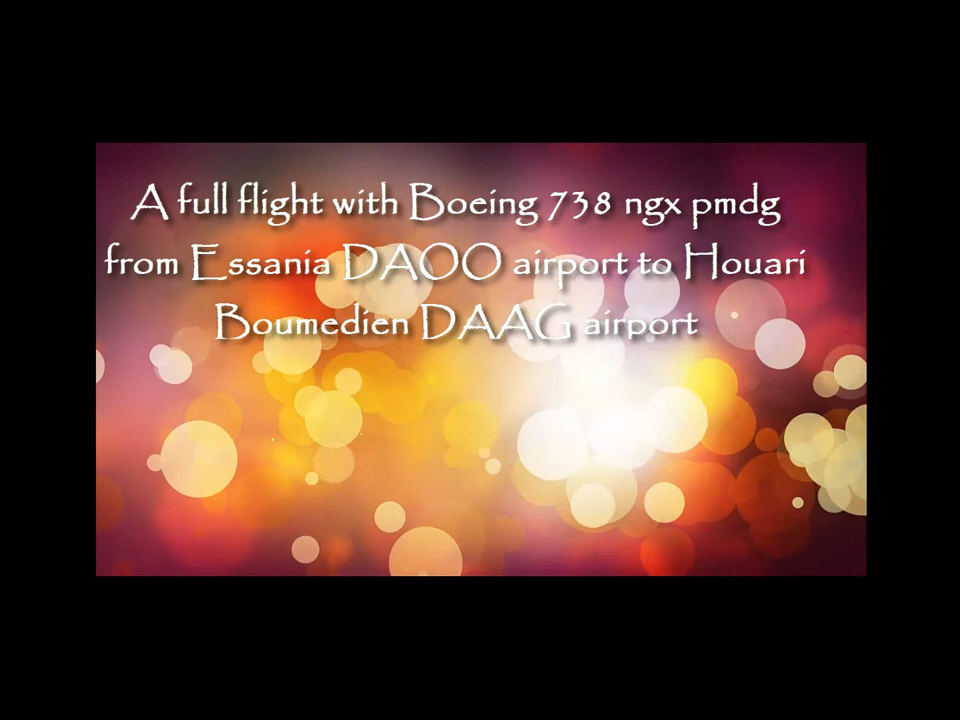 A full flight with Boeing 738 ngx pmdg
from Essania DAOO airport to Houari
Boumedien DAAG airport